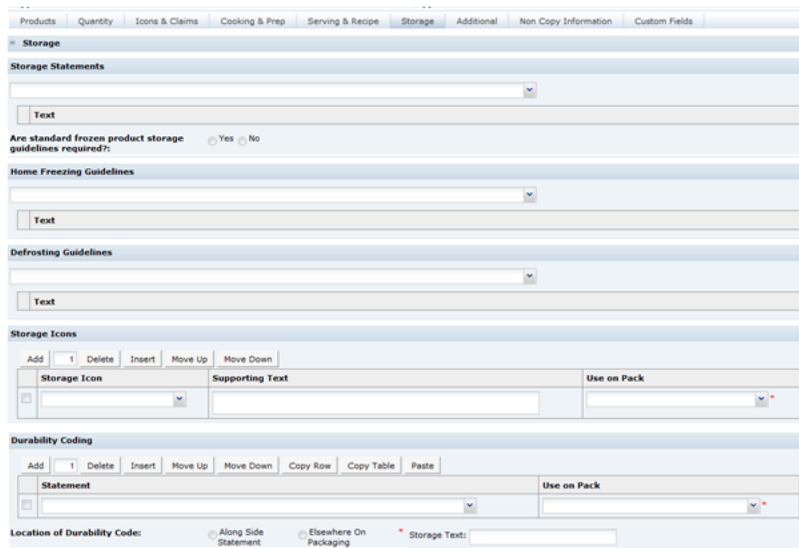 Products Quantity Icons & Claims Cooking & Prep Serving & Recipe Storage Additional Non Copy Information Custom Fields
Storage
Storage Statements
Text
Are standard frozen product storage guidelines required?: Yes No
Home Freezing Guidelines
Text
Defrosting Guidelines
Text
Storage Icons
Add 1 Delete Insert Move Up Move Down
Storage Icon Supporting Text Use on Pack
*
Durability Coding
Add 1 Delete Insert Move Up Move Down Copy Row Copy Table Paste
Statement Use on Pack
*
Location of Durability Code: Along Side Statement Elsewhere On Packaging * Storage Text: